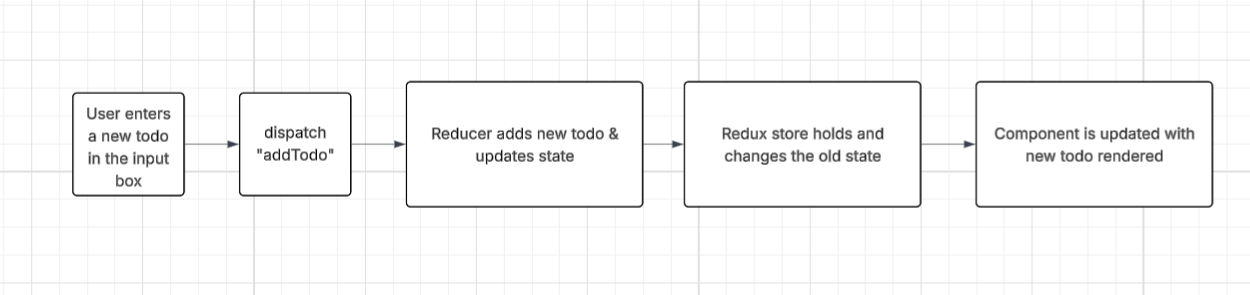 User enters
a new todo
in the input
box
dispatch
"addTodo"
Reducer adds new todo &
updates state
Redux store holds and
changes the old state
Component is updated with
new todo rendered